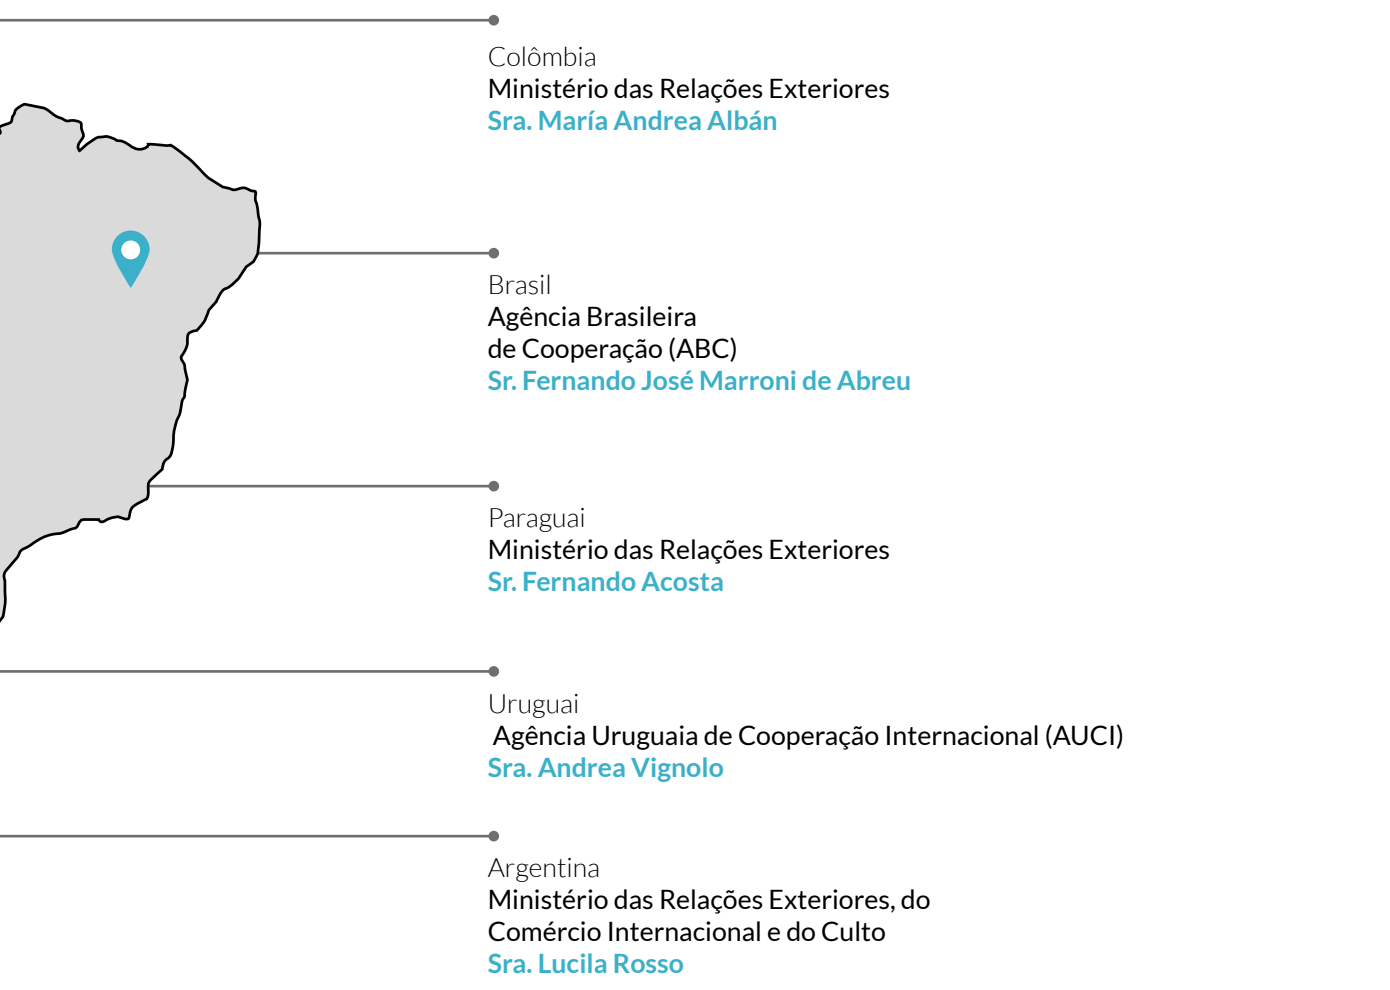 Colômbia
Ministério das Relações Exteriores
Sra. María Andrea Albán
Brasil
Agência Brasileira
de Cooperação (ABC)
Sr. Fernando José Marroni de Abreu
Paraguai
Ministério das Relações Exteriores
Sr. Fernando Acosta
Uruguai
Agência Uruguaia de Cooperação Internacional (AUCI)
Sra. Andrea Vignolo
Argentina
Ministério das Relações Exteriores, do
Comércio Internacional e do Culto
Sra. Lucila Rosso